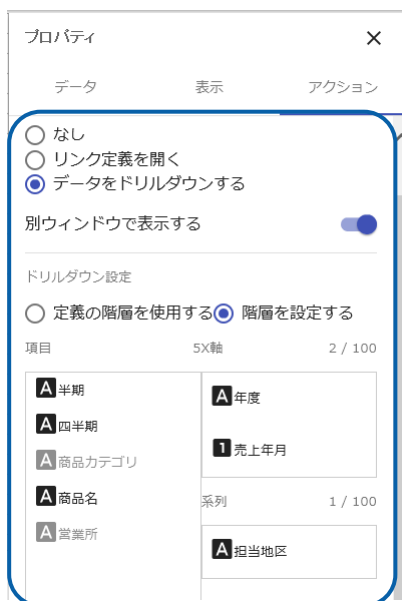 プロパティ
データ 表示 アクション
なし
リンク定義を開く
データをドリルダウンする
別ウィンドウで表示する
ドリルダウン設定
定義の階層を使用する 階層を設定する
項目 5X軸 2 / 100
A 半期
A 四半期
A 商品カテゴリ
A 商品名
A 営業所
A 年度
1 売上年月
系列 1 / 100
A 担当地区